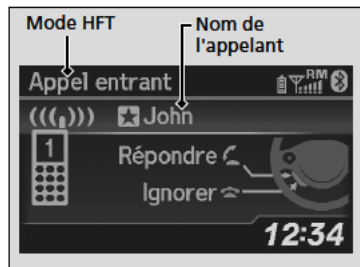 Mode HFT
Nom de
l'appelant
Appel entrant
RM
John
1
Répondre
Ignorer
12:34